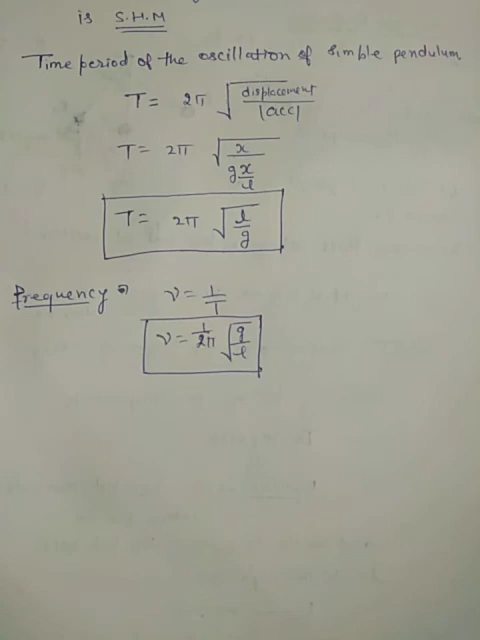 is S.H.M
Time period of the oscillation of simple pendulum
T = 2π √(displacement / |acc|)
T = 2π √(x / (g x/l))
T = 2π √(l/g)
frequency ν = 1/T
ν = 1/2π √(g/l)